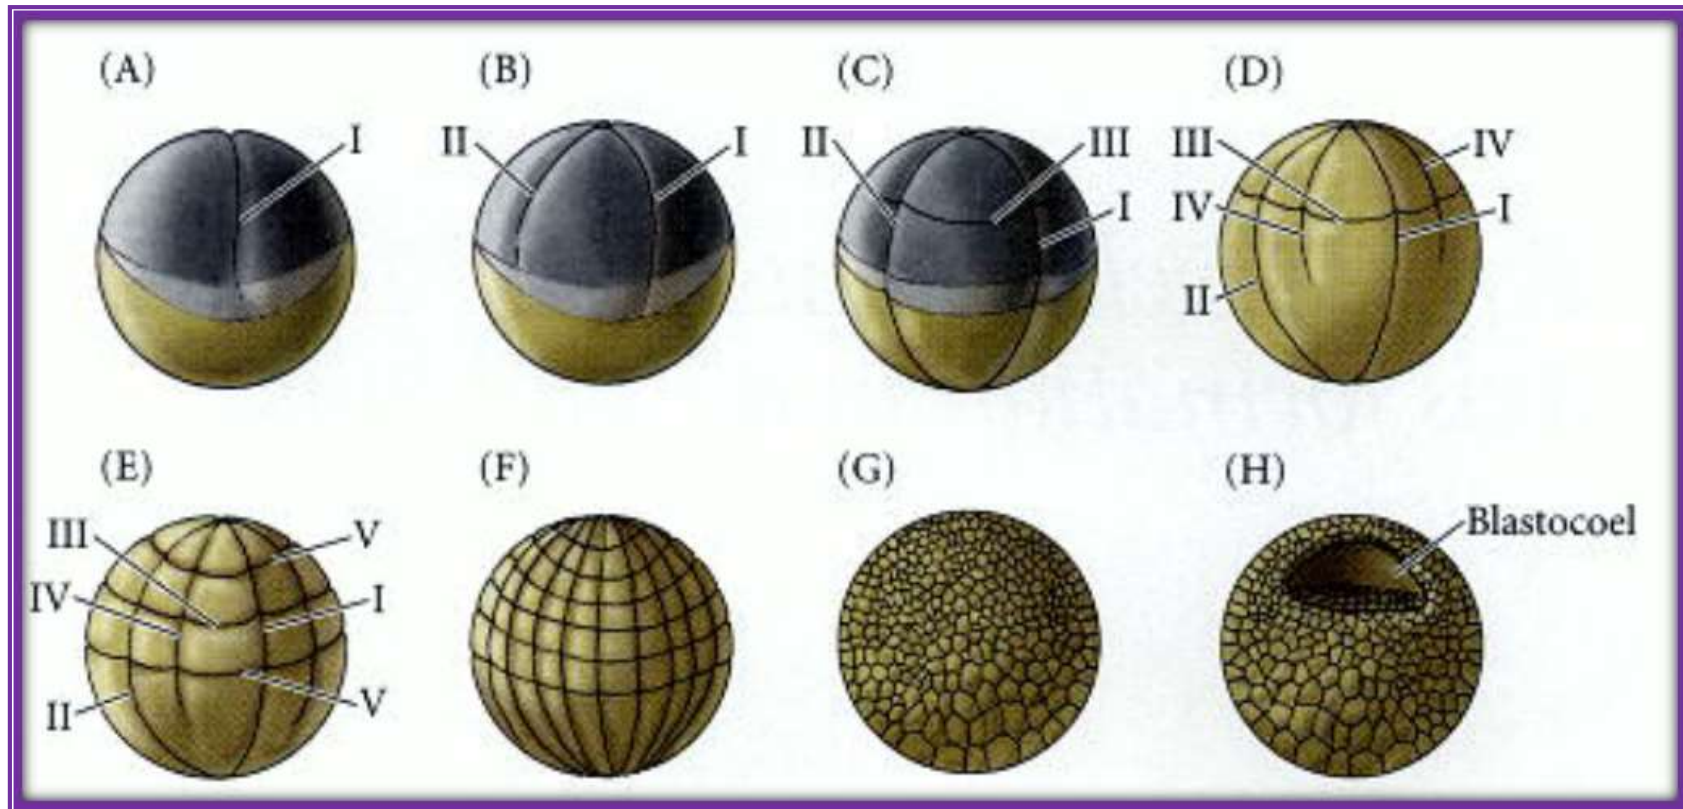 (A)
(B)
(C)
(D)
I
II
I
II
III
I
III
IV
IV
I
II
(E)
(F)
(G)
(H)
III
V
IV
I
II
V
Blastocoel